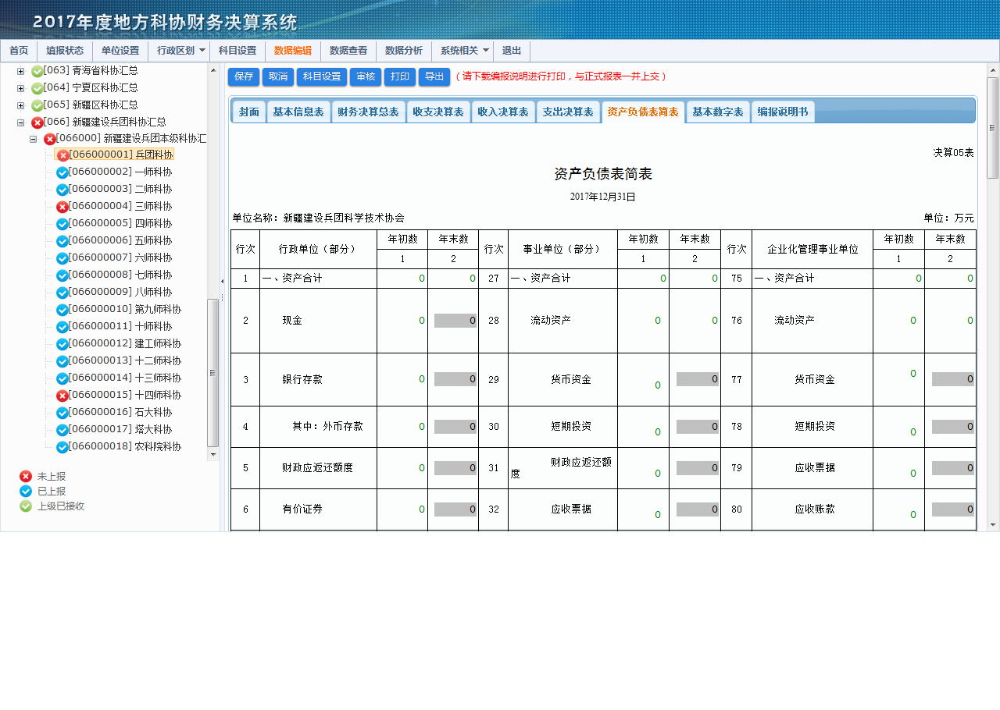 2017年度地方科协财务决算系统
首页 填报状态 单位设置 行政区划 科目设置 数据编辑 数据查看 数据分析 系统相关 退出
[063] 青海省科协汇总
[064] 宁夏区科协汇总
[065] 新疆区科协汇总
[066] 新疆建设兵团科协汇总
[066000] 新疆建设兵团本级科协汇
[066000001] 兵团科协
[066000002] 一师科协
[066000003] 二师科协
[066000004] 三师科协
[066000005] 四师科协
[066000006] 五师科协
[066000007] 六师科协
[066000008] 七师科协
[066000009] 八师科协
[066000010] 第九师科协
[066000011] 十师科协
[066000012] 建工师科协
[066000013] 十二师科协
[066000014] 十三师科协
[066000015] 十四师科协
[066000016] 石大科协
[066000017] 塔大科协
[066000018] 农科院科协
未上报
已上报
上级已接收
保存 取消 科目设置 审核 打印 导出 （请下载编报说明进行打印，与正式报表一并上交）
封面 基本信息表 财务决算总表 收支决算表 收入决算表 支出决算表 资产负债表简表 基本数字表 编报说明书
决算05表
资产负债表简表
2017年12月31日
单位名称：新疆建设兵团科学技术协会 单位：万元
行次 行政单位（部分） 年初数 年末数 行次 事业单位（部分） 年初数 年末数 行次 企业化管理事业单位 年初数 年末数
1 2 1 2 1 2
1 一、资产合计 0 0 27 一、资产合计 0 0 75 一、资产合计 0 0
2 现金 0 0 28 流动资产 0 0 76 流动资产 0 0
3 银行存款 0 0 29 货币资金 0 0 77 货币资金 0 0
4 其中：外币存款 0 0 30 短期投资 0 0 78 短期投资 0 0
5 财政应返还额度 0 0 31 财政应返还额度 0 0 79 应收票据 0 0
6 有价证券 0 0 32 应收票据 0 0 80 应收账款 0 0